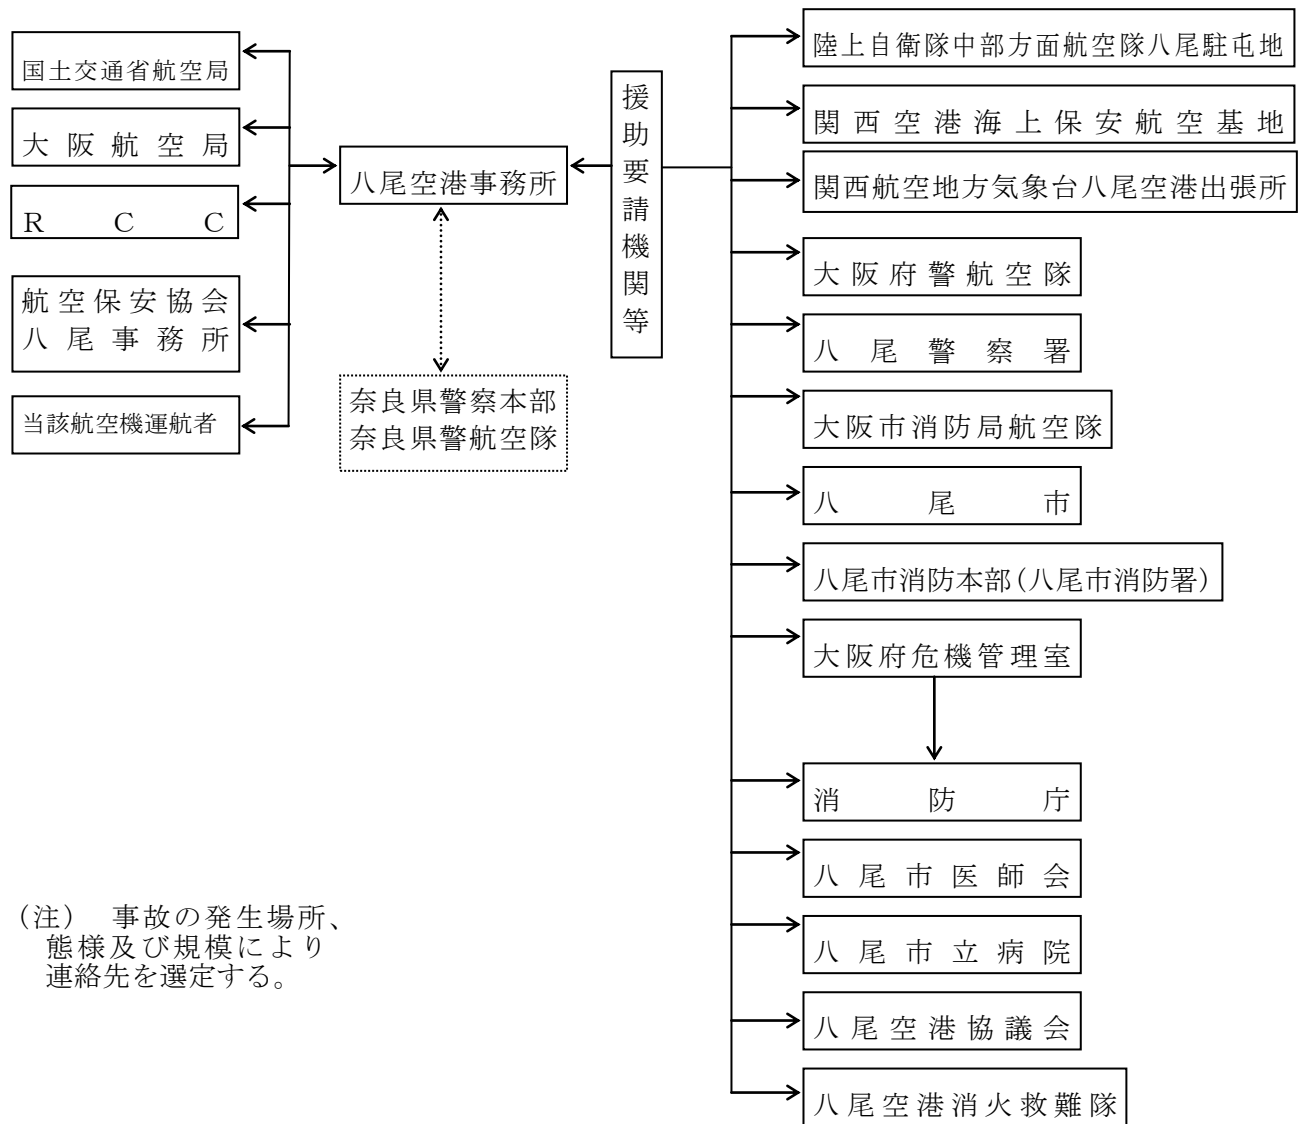 国土交通省航空局
大阪航空局
RCC
航空保安協会
八尾事務所
当該航空機運航者
八尾空港事務所
奈良県警察本部
奈良県警航空隊
援助要請機関等
陸上自衛隊中部方面航空隊八尾駐屯地
関西空港海上保安航空基地
関西航空地方気象台八尾空港出張所
大阪府警航空隊
八尾警察署
大阪市消防局航空隊
八尾市
八尾市消防本部(八尾市消防署)
大阪府危機管理室
消防庁
八尾市医師会
八尾市立病院
八尾空港協議会
八尾空港消火救難隊
(注) 事故の発生場所、
態様及び規模により
連絡先を選定する。